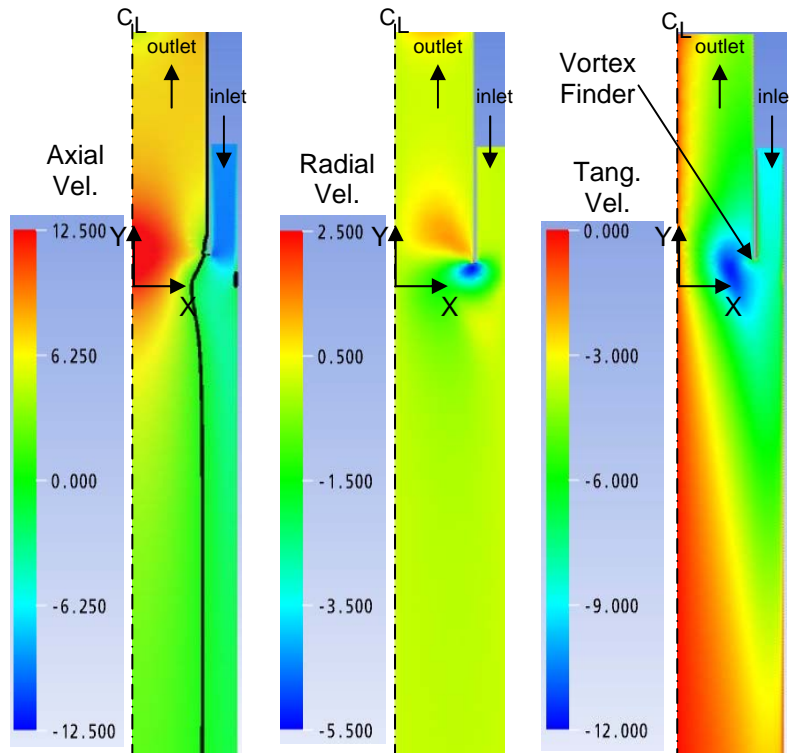 CL
outlet
inlet
Axial
Vel.
12.500
6.250
0.000
-6.250
-12.500
Y
X
CL
outlet
inlet
Radial
Vel.
2.500
0.500
-1.500
-3.500
-5.500
Y
X
CL
outlet
inle
Vortex
Finder
Tang.
Vel.
0.000
-3.000
-6.000
-9.000
-12.000
Y
X